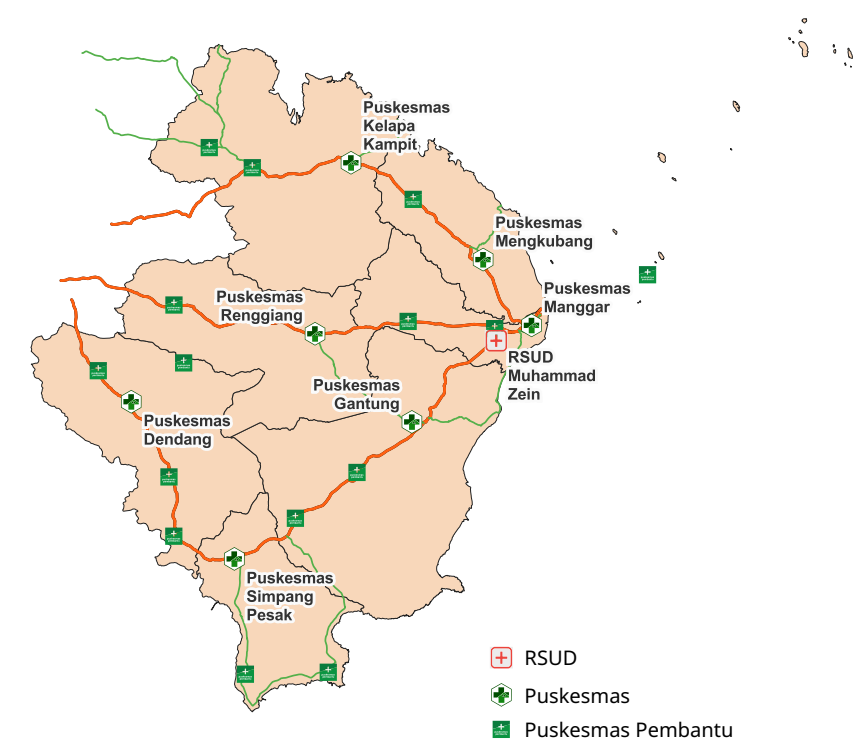 Puskesmas
Kelapa
Kampit
Puskesmas
Mengkubang
Puskesmas
Manggar
Puskesmas
Renggiang
RSUD
Muhammad
Zein
Puskesmas
Gantung
Puskesmas
Dendang
Puskesmas
Simpang
Pesak
RSUD
Puskesmas
Puskesmas Pembantu